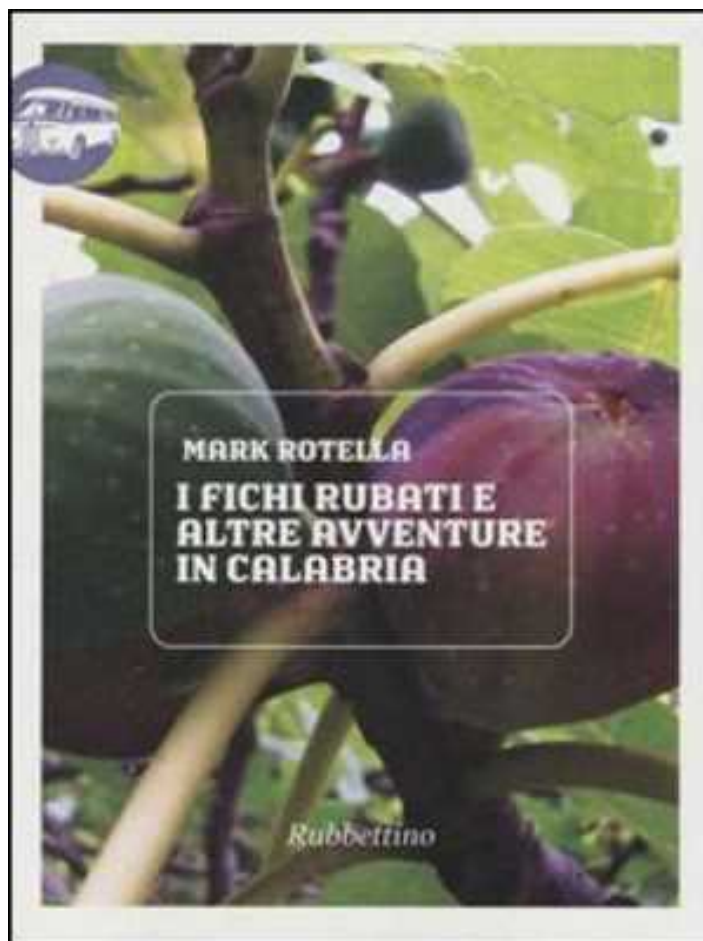 MARK ROTELLA
I FICHI RUBATI E
ALTRE AVVENTURE
IN CALABRIA
Rubbettino